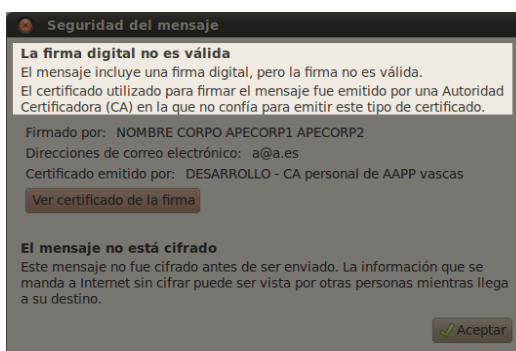 Seguridad del mensaje
La firma digital no es válida
El mensaje incluye una firma digital, pero la firma no es válida.
El certificado utilizado para firmar el mensaje fue emitido por una Autoridad
Certificadora (CA) en la que no confía para emitir este tipo de certificado.
Firmado por: NOMBRE CORPO APECORP1 APECORP2
Direcciones de correo electrónico: a@a.es
Certificado emitido por: DESARROLLO - CA personal de AAPP vascas
Ver certificado de la firma
El mensaje no está cifrado
Este mensaje no fue cifrado antes de ser enviado. La información que se
manda a Internet sin cifrar puede ser vista por otras personas mientras llega
a su destino.
Aceptar